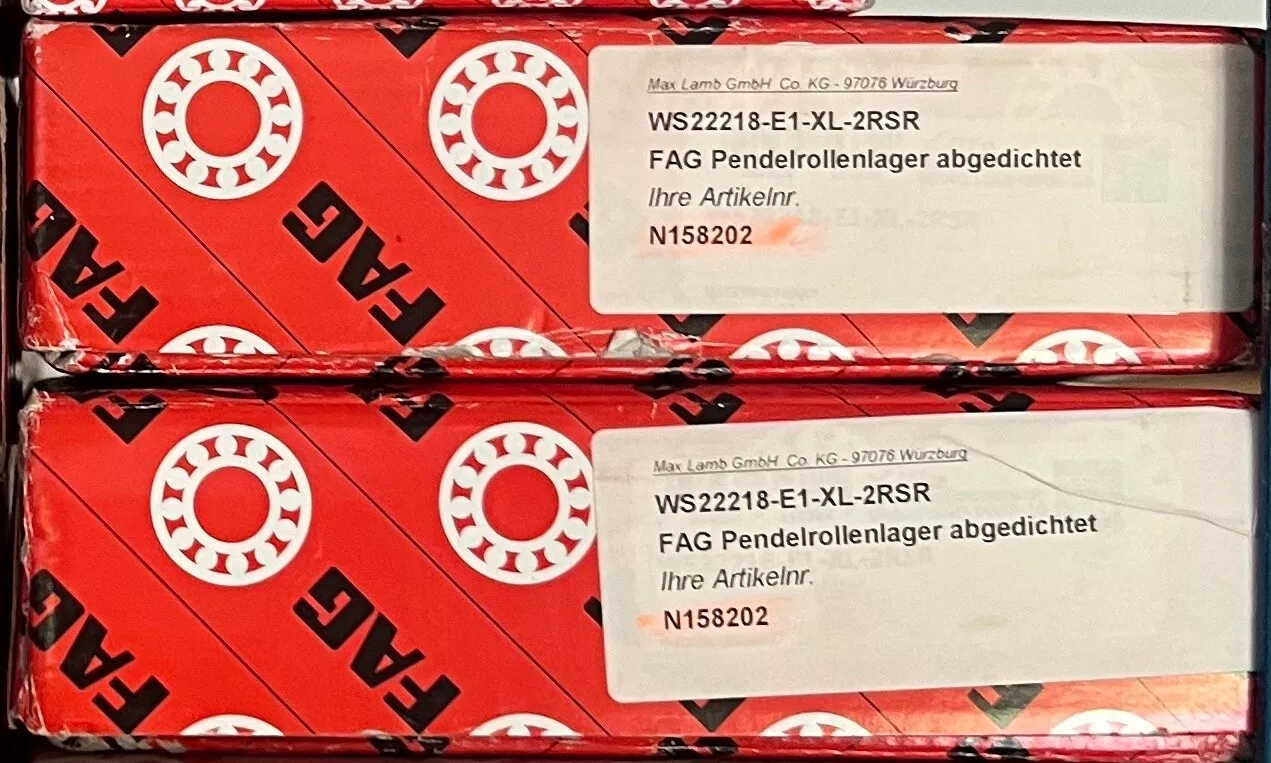 FAG
FAG
Max Lamb GmbH Co. KG - 97076 Würzburg
WS22218-E1-XL-2RSR
FAG Pendelrollenlager abgedichtet
Ihre Artikelnr.
N158202
FAG
FAG
Max Lamb GmbH Co. KG - 97076 Würzburg
WS22218-E1-XL-2RSR
FAG Pendelrollenlager abgedichtet
Ihre Artikelnr.
N158202